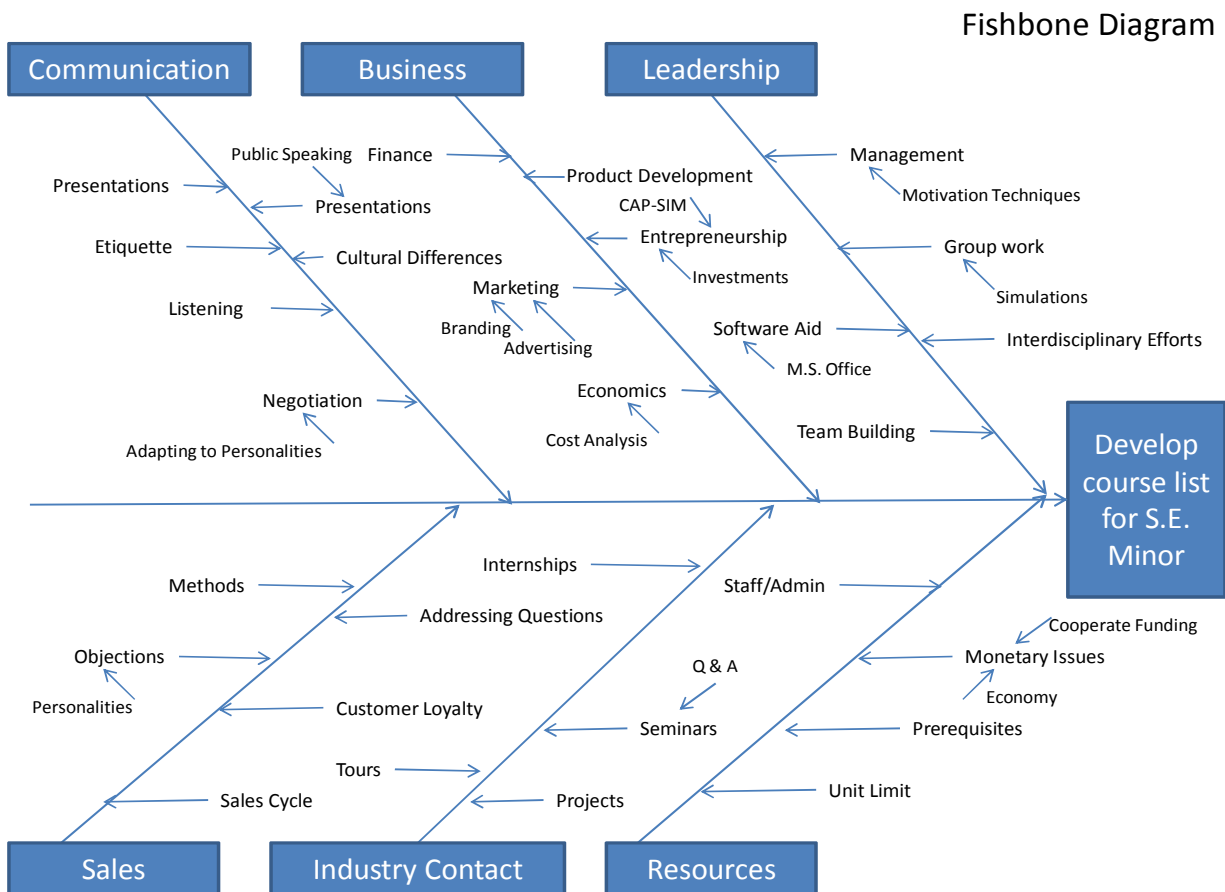 Fishbone Diagram
Communication
Business
Leadership
Public Speaking
Finance
Management
Presentations
Product Development
Motivation Techniques
Presentations
CAP-SIM
Etiquette
Entrepreneurship
Group work
Cultural Differences
Investments
Marketing
Simulations
Listening
Branding
Software Aid
Interdisciplinary Efforts
Advertising
M.S. Office
Economics
Negotiation
Cost Analysis
Team Building
Adapting to Personalities
Develop
course list
for S.E.
Minor
Internships
Methods
Staff/Admin
Addressing Questions
Cooperate Funding
Objections
Monetary Issues
Q & A
Personalities
Economy
Customer Loyalty
Seminars
Prerequisites
Tours
Unit Limit
Sales Cycle
Projects
Sales
Industry Contact
Resources